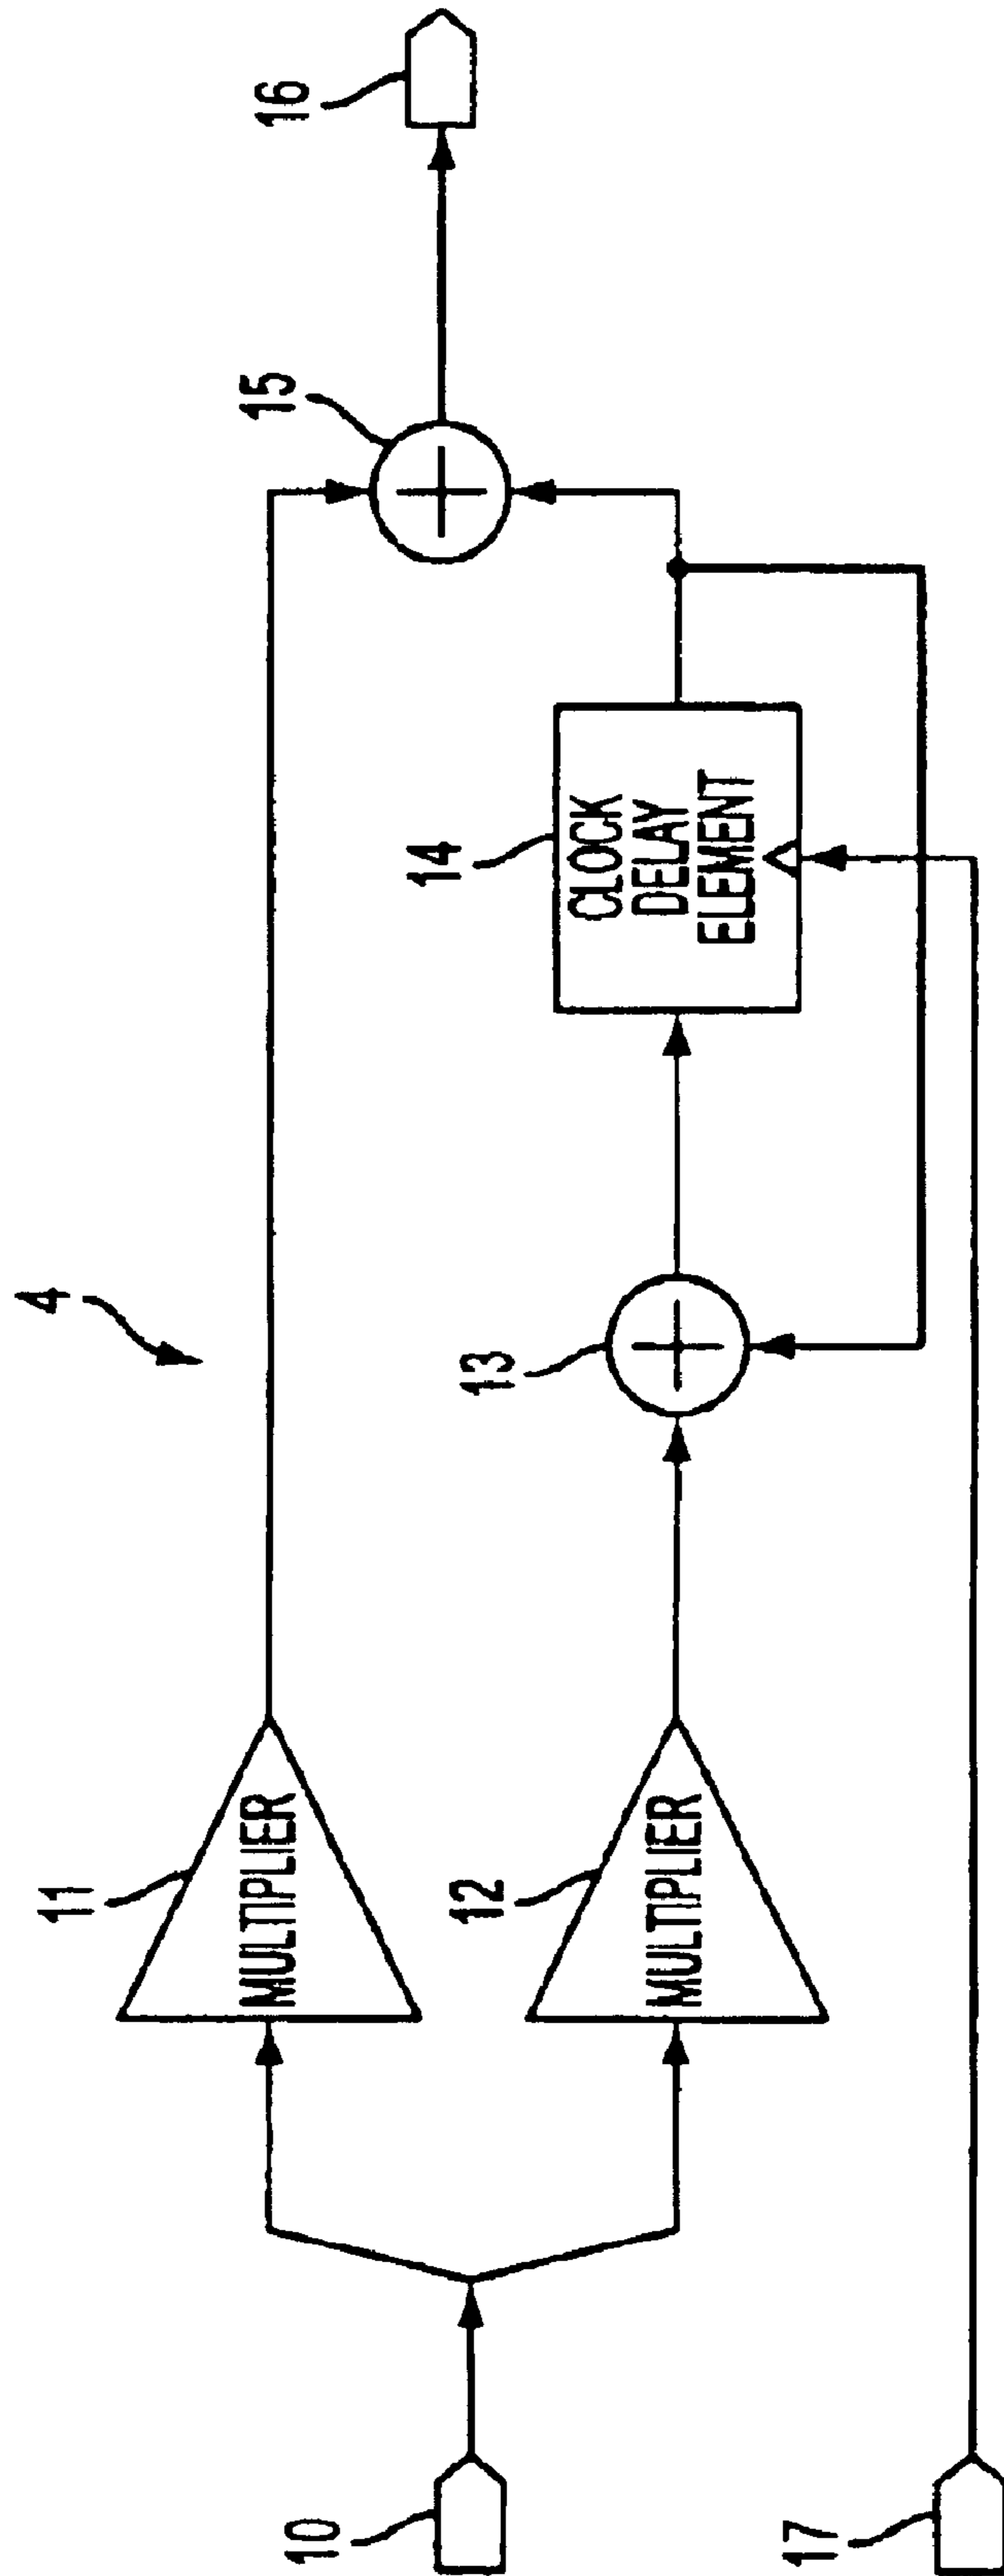 4
11
MULTIPLIER
12
MULTIPLIER
13
14
CLOCK
DELAY
ELEMENT
15
16
10
17